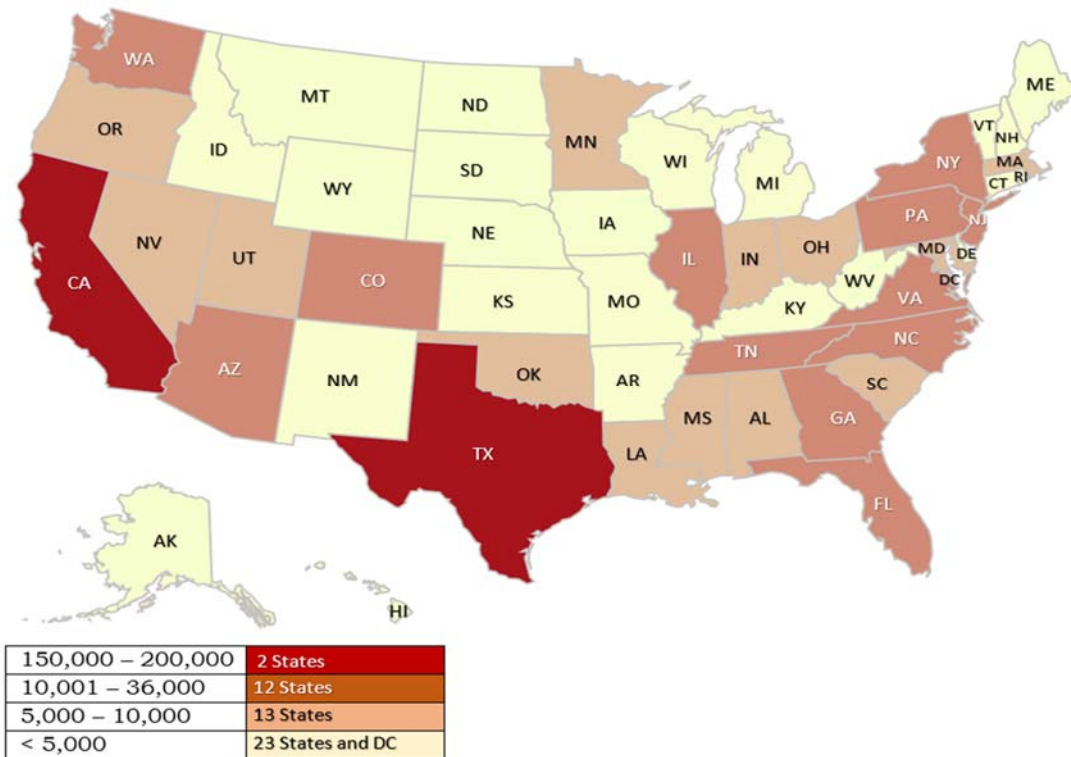 WA
MT
ND
MN
ME
VT
NH
OR
ID
SD
WI
NY
MA
WY
MI
CT
RI
IA
PA
NJ
NE
NV
UT
IL
IN
OH
MD
DE
CA
CO
WV
DC
KS
MO
VA
KY
NC
AZ
TN
NM
OK
AR
SC
MS
AL
GA
TX
LA
FL
AK
HI
150,000 – 200,000 2 States
10,001 – 36,000 12 States
5,000 – 10,000 13 States
< 5,000 23 States and DC